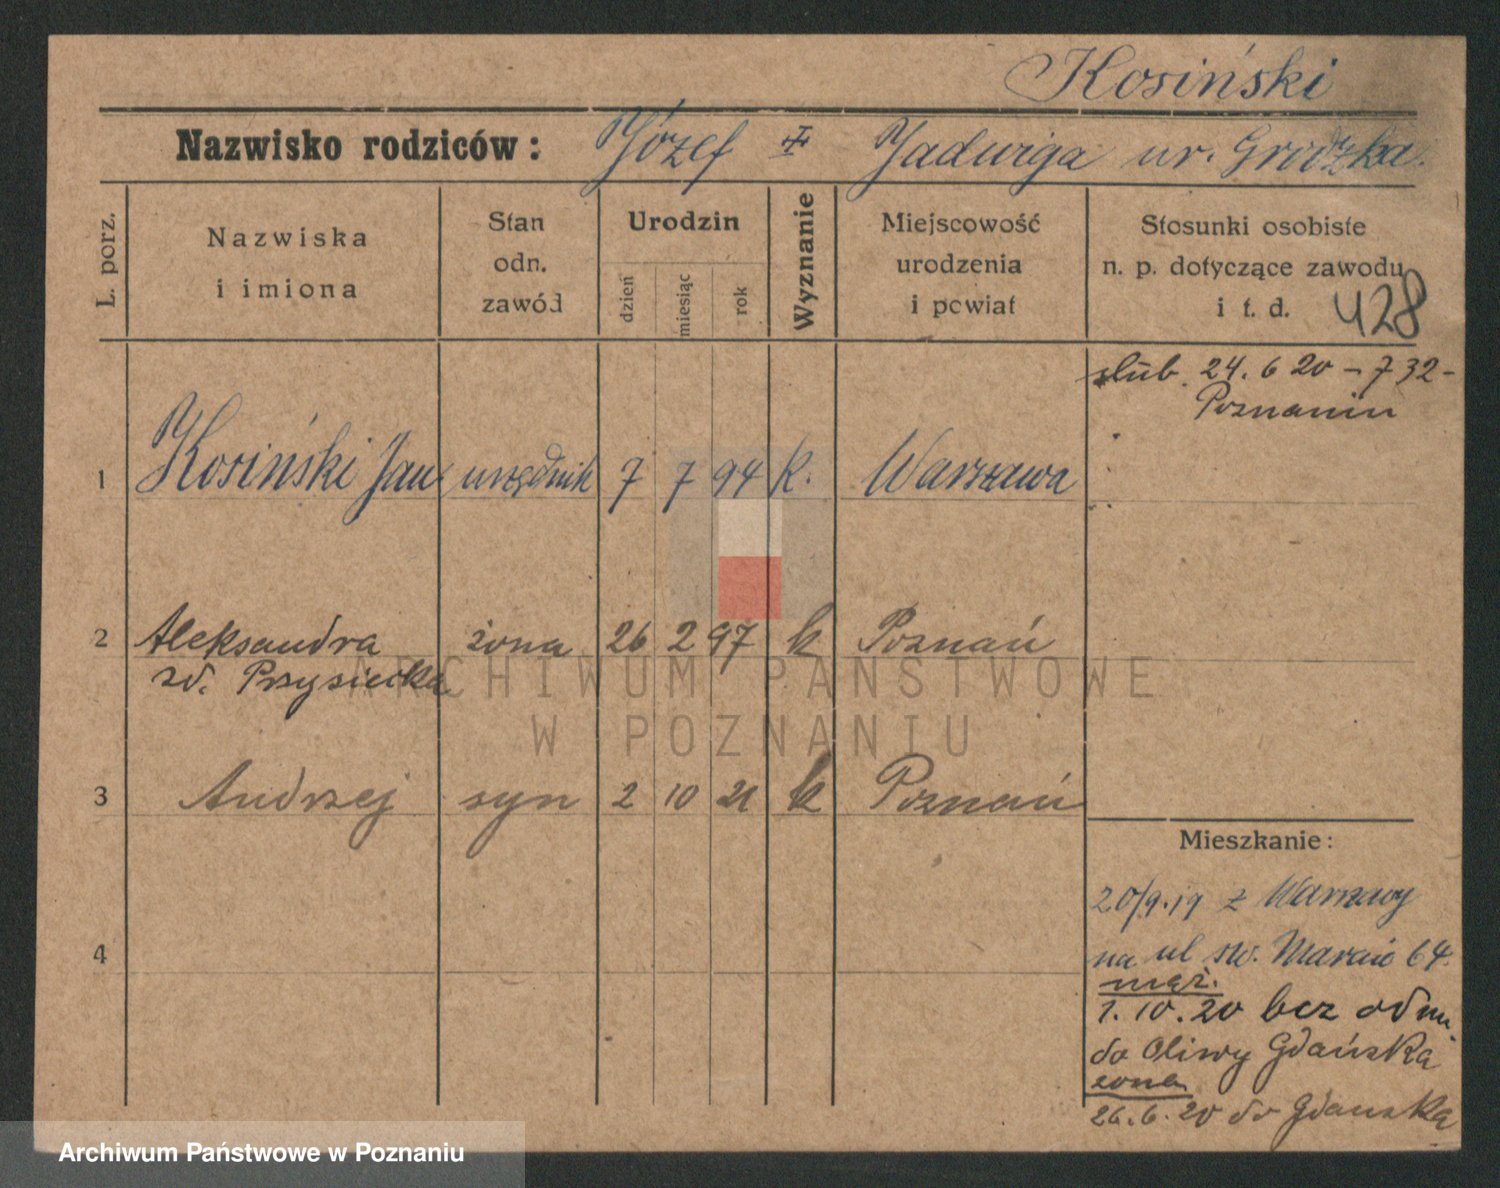 Kosiński
Nazwisko rodziców: Józef + Jadwiga ur. Grodzka.
L. porz.
Nazwiska
i imiona
Stan
odn.
zawód
Urodzin
dzień
miesiąc
rok
Wyznanie
Miejscowość
urodzenia
i powiat
Stosunki osobiste
n. p. dotyczące zawodu
i t. d.
428
ślub. 24. 6 20 – 732 –
Poznaniu
1 Kosiński Jan urzędnik 7 7 94 k. Warszawa
2 Aleksandra żona 26 2 97 k Poznań
zd. Przysiecka
3 Andrzej syn 2 10 21 k Poznań
4
Mieszkanie:
20/9.19 z Warszawy
na ul św. Marcie 64.
mąż.
1.10.20 bez odm.
do Oliwy Gdańska
żona
26.6.20 do Gdańska
ARCHIWUM PAŃSTWOWE
W POZNANIU
Archiwum Państwowe w Poznaniu